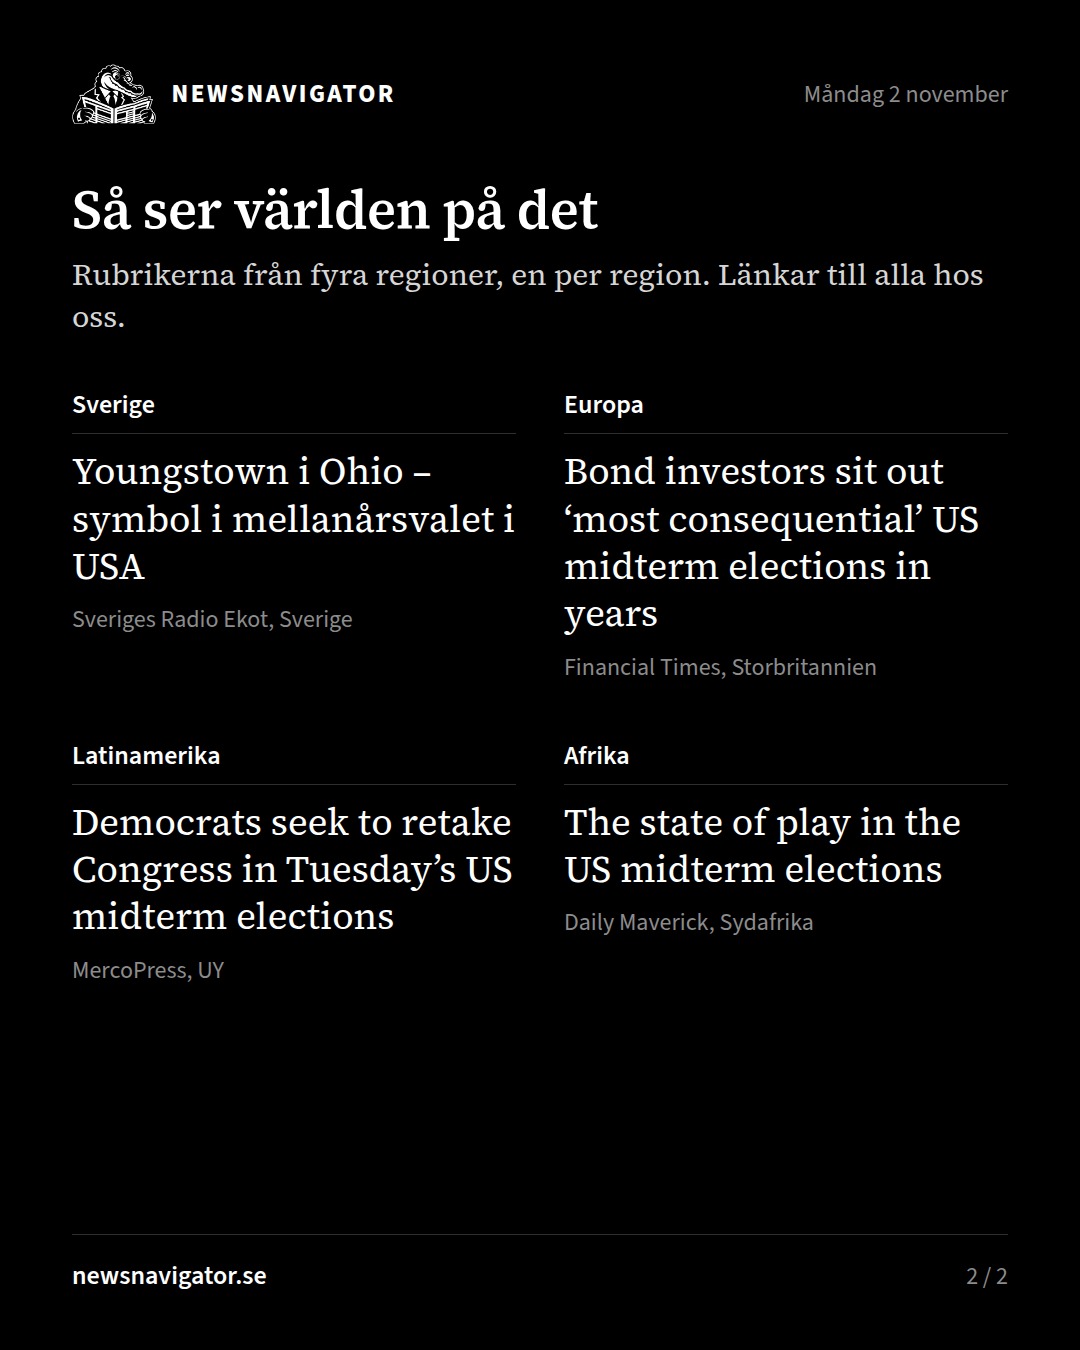 NEWSNAVIGATOR
Måndag 2 november
Så ser världen på det
Rubrikerna från fyra regioner, en per region. Länkar till alla hos
oss.
Sverige
Youngstown i Ohio –
symbol i mellanårsvalet i
USA
Sveriges Radio Ekot, Sverige
Europa
Bond investors sit out
‘most consequential’ US
midterm elections in
years
Financial Times, Storbritannien
Latinamerika
Democrats seek to retake
Congress in Tuesday’s US
midterm elections
MercoPress, UY
Afrika
The state of play in the
US midterm elections
Daily Maverick, Sydafrika
newsnavigator.se
2 / 2